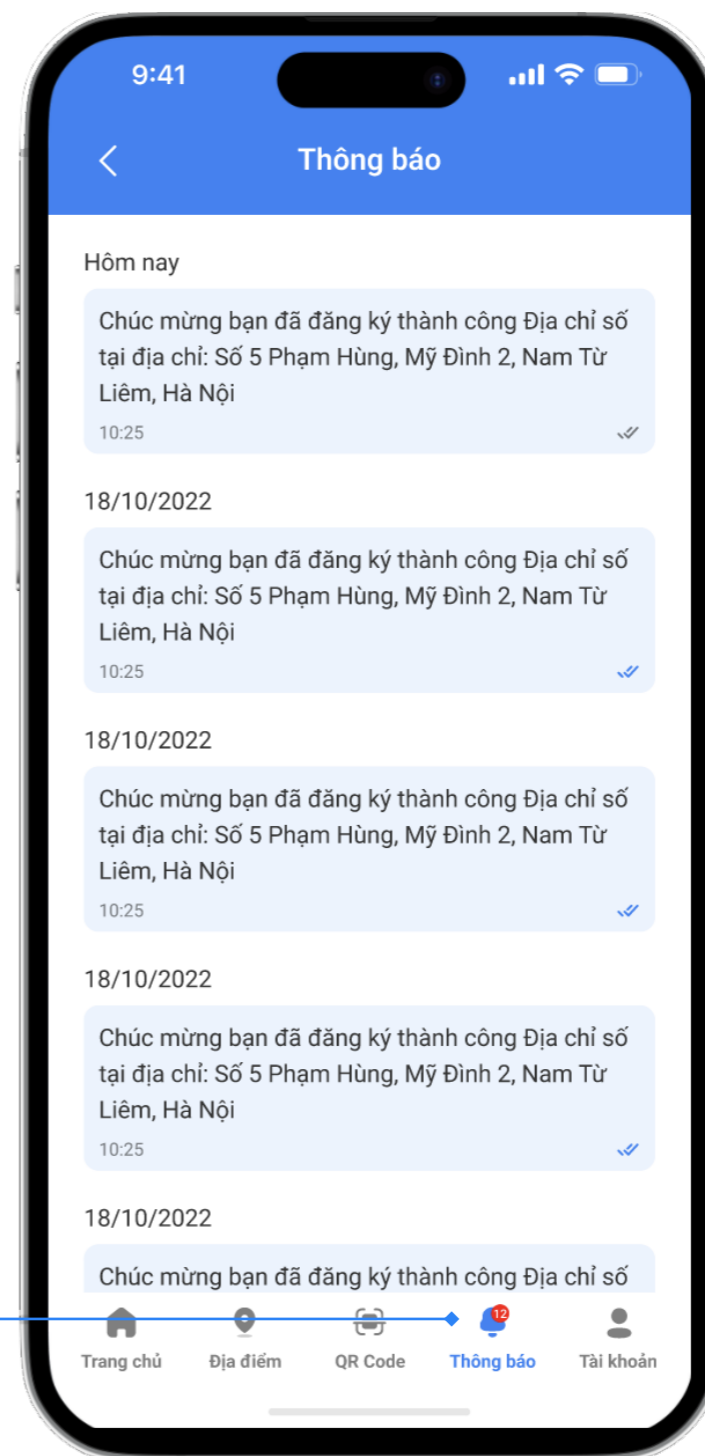 9:41
Thông báo
Hôm nay
Chúc mừng bạn đã đăng ký thành công Địa chỉ số
tại địa chỉ: Số 5 Phạm Hùng, Mỹ Đình 2, Nam Từ
Liêm, Hà Nội
10:25
18/10/2022
Chúc mừng bạn đã đăng ký thành công Địa chỉ số
tại địa chỉ: Số 5 Phạm Hùng, Mỹ Đình 2, Nam Từ
Liêm, Hà Nội
10:25
18/10/2022
Chúc mừng bạn đã đăng ký thành công Địa chỉ số
tại địa chỉ: Số 5 Phạm Hùng, Mỹ Đình 2, Nam Từ
Liêm, Hà Nội
10:25
18/10/2022
Chúc mừng bạn đã đăng ký thành công Địa chỉ số
tại địa chỉ: Số 5 Phạm Hùng, Mỹ Đình 2, Nam Từ
Liêm, Hà Nội
10:25
18/10/2022
Chúc mừng bạn đã đăng ký thành công Địa chỉ số
12
Trang chủ Địa điểm QR Code Thông báo Tài khoản